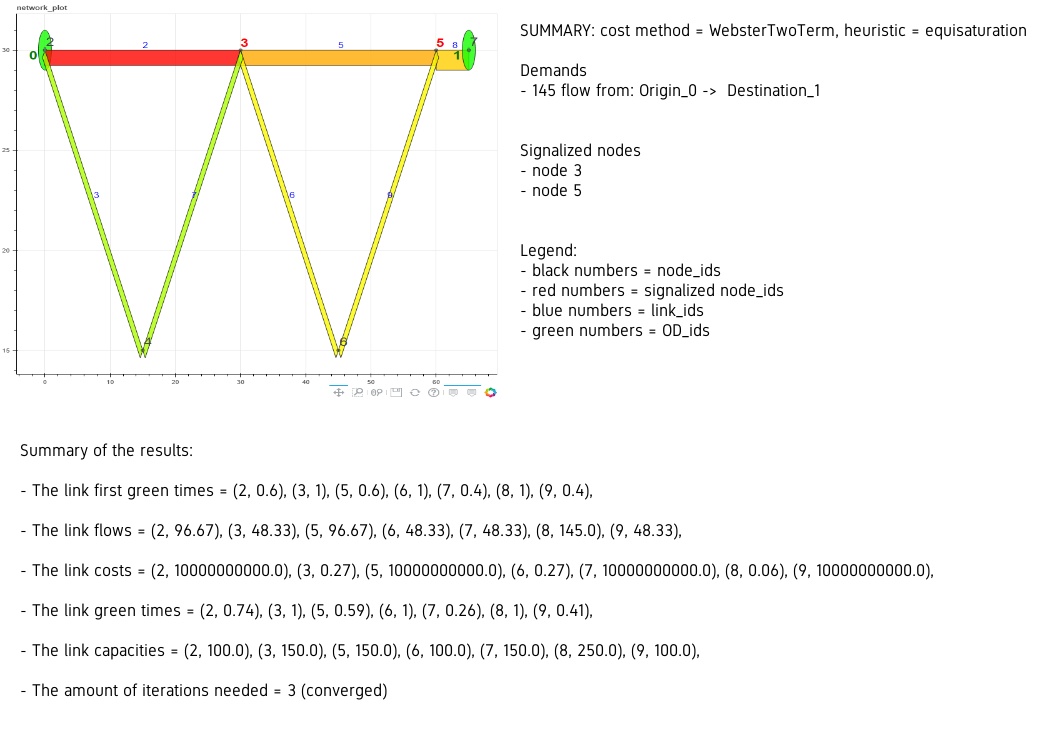 network_plot
SUMMARY: cost method = WebsterTwoTerm, heuristic = equisaturation
Demands
- 145 flow from: Origin_0 -> Destination_1
Signalized nodes
- node 3
- node 5
Legend:
- black numbers = node_ids
- red numbers = signalized node_ids
- blue numbers = link_ids
- green numbers = OD_ids
30
25
20
15
0 2 2 3 5 5 8 1 7
3 7 6 9
4 6
0 10 20 30 40 50 60
Summary of the results:
- The link first green times = (2, 0.6), (3, 1), (5, 0.6), (6, 1), (7, 0.4), (8, 1), (9, 0.4),
- The link flows = (2, 96.67), (3, 48.33), (5, 96.67), (6, 48.33), (7, 48.33), (8, 145.0), (9, 48.33),
- The link costs = (2, 10000000000.0), (3, 0.27), (5, 10000000000.0), (6, 0.27), (7, 10000000000.0), (8, 0.06), (9, 10000000000.0),
- The link green times = (2, 0.74), (3, 1), (5, 0.59), (6, 1), (7, 0.26), (8, 1), (9, 0.41),
- The link capacities = (2, 100.0), (3, 150.0), (5, 150.0), (6, 100.0), (7, 150.0), (8, 250.0), (9, 100.0),
- The amount of iterations needed = 3 (converged)